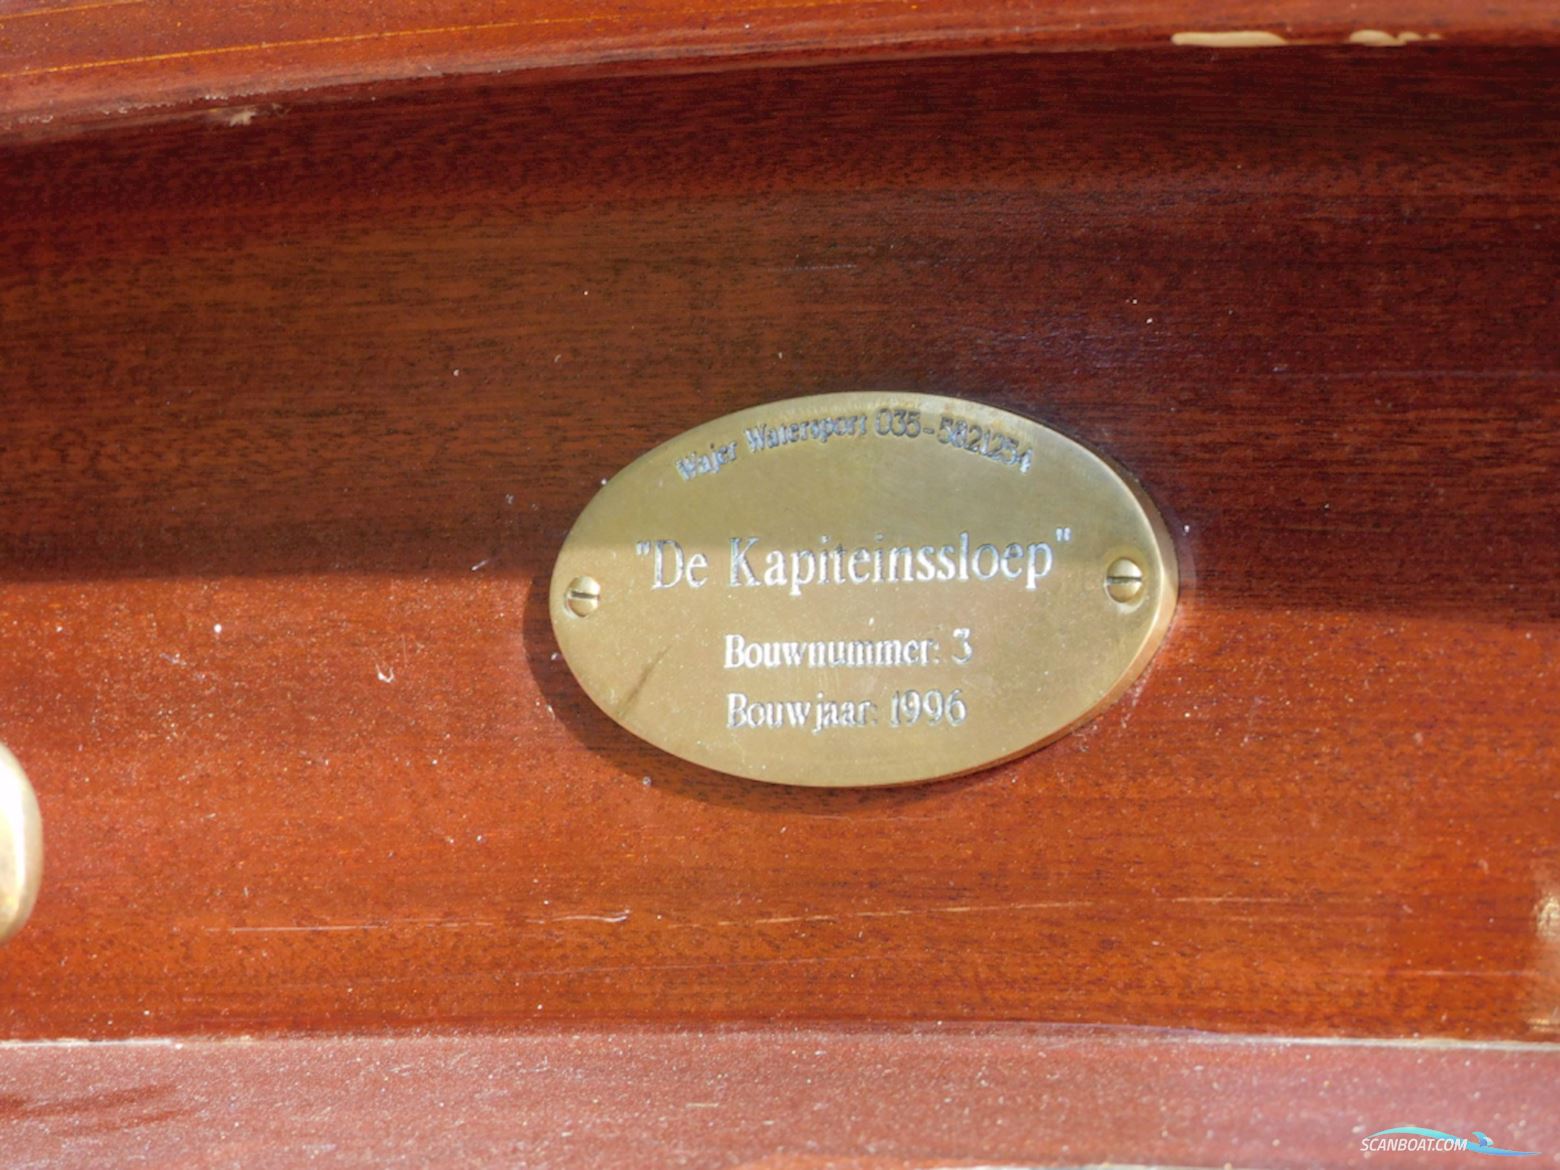 Wajer Watersport 035-5821254
"De Kapiteinssloep"
Bouwnummer: 3
Bouwjaar: 1996
SCANBOAT.COM